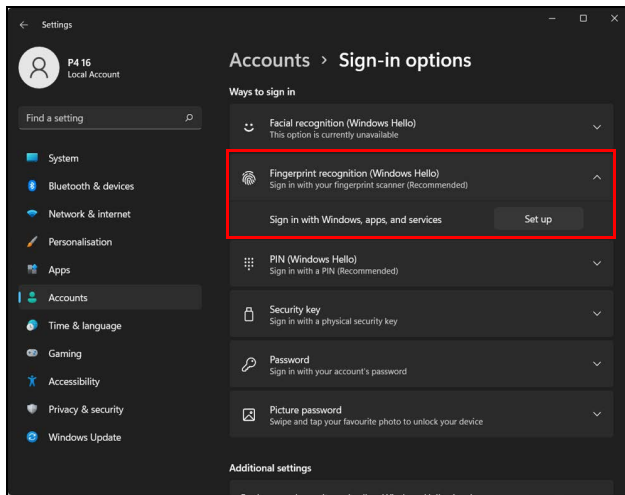 Settings
P4 16
Local Account
Find a setting
System
Bluetooth & devices
Network & internet
Personalisation
Apps
Accounts
Time & language
Gaming
Accessibility
Privacy & security
Windows Update
Accounts > Sign-in options
Ways to sign in
Facial recognition (Windows Hello)
This option is currently unavailable
Fingerprint recognition (Windows Hello)
Sign in with your fingerprint scanner (Recommended)
Sign in with Windows, apps, and services
Set up
PIN (Windows Hello)
Sign in with a PIN (Recommended)
Security key
Sign in with a physical security key
Password
Sign in with your account's password
Picture password
Swipe and tap your favourite photo to unlock your device
Additional settings